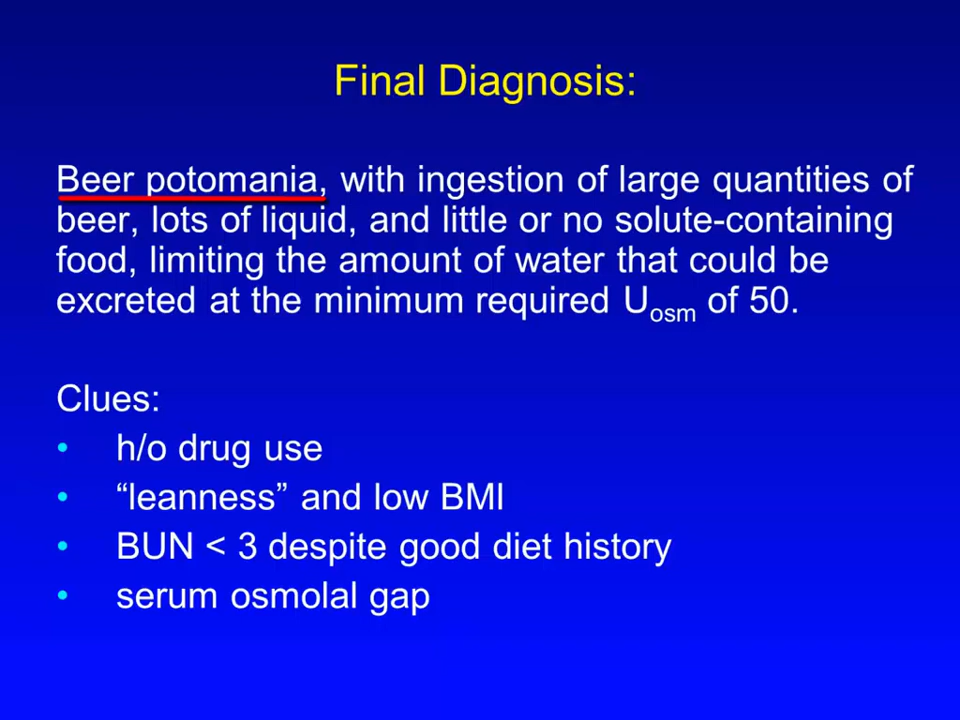 Final Diagnosis:
Beer potomania, with ingestion of large quantities of
beer, lots of liquid, and little or no solute-containing
food, limiting the amount of water that could be
excreted at the minimum required Uosm of 50.
Clues:
• h/o drug use
• “leanness” and low BMI
• BUN < 3 despite good diet history
• serum osmolal gap